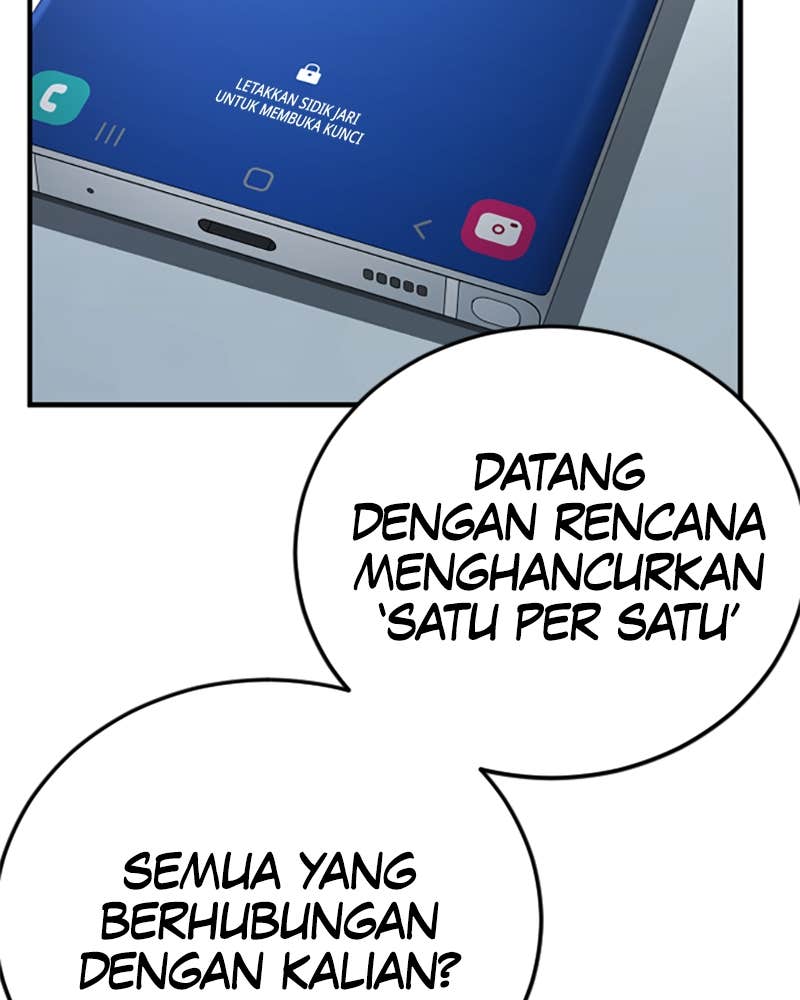 LETAKKAN SIDIK JARI
UNTUK MEMBUKA KUNCI
DATANG
DENGAN RENCANA
MENGHANCURKAN
‘SATU PER SATU’
SEMUA YANG
BERHUBUNGAN
DENGAN KALIAN?